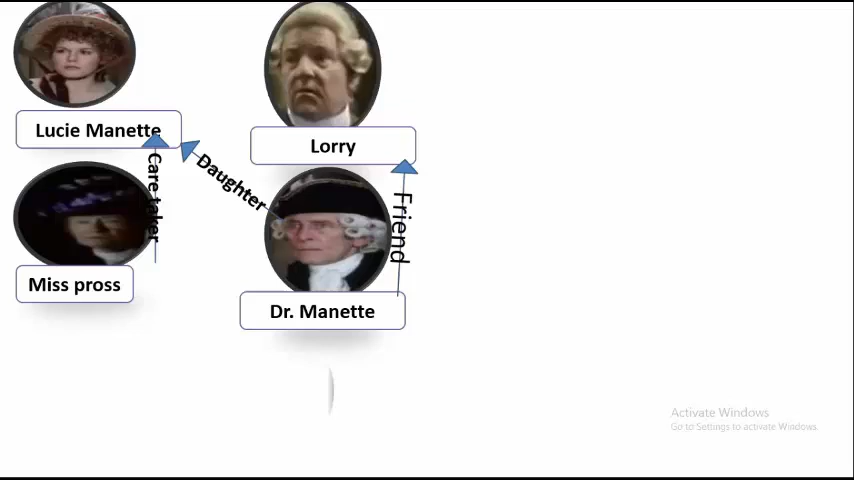 Lucie Manette
Lorry
Care taker
Daughter
Friend
Miss pross
Dr. Manette
Activate Windows
Go to Settings to activate Windows.